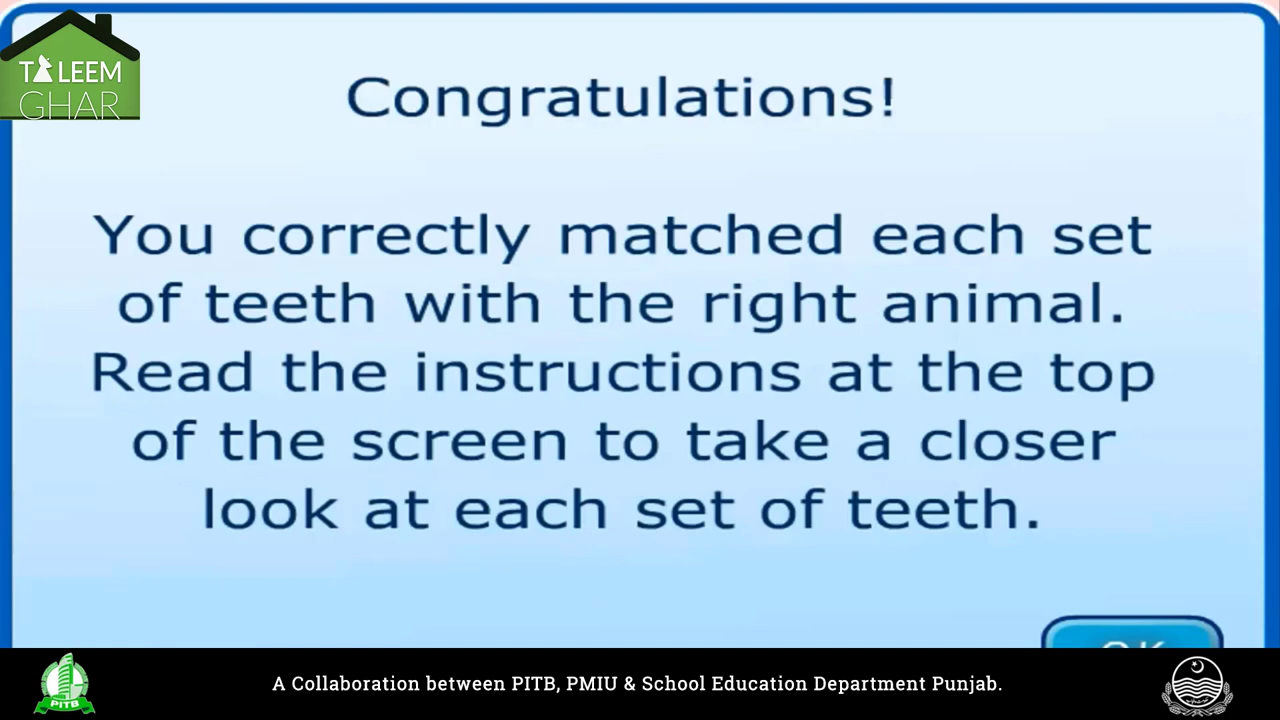 TALEEM
GHAR
Congratulations!
You correctly matched each set
of teeth with the right animal.
Read the instructions at the top
of the screen to take a closer
look at each set of teeth.
OK
PITB
A Collaboration between PITB, PMIU & School Education Department Punjab.